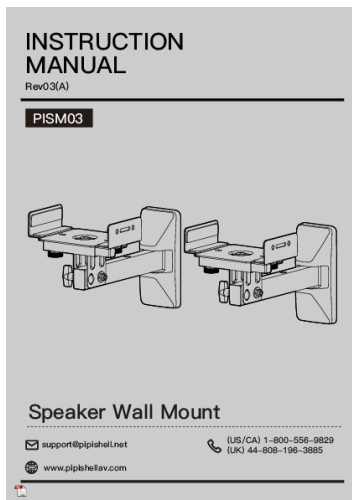 INSTRUCTION
MANUAL
Rev03(A)
PISM03
Speaker Wall Mount
support@pipishell.net
(US/CA) 1-800-556-9829
(UK) 44-808-196-3885
www.pipishellav.com